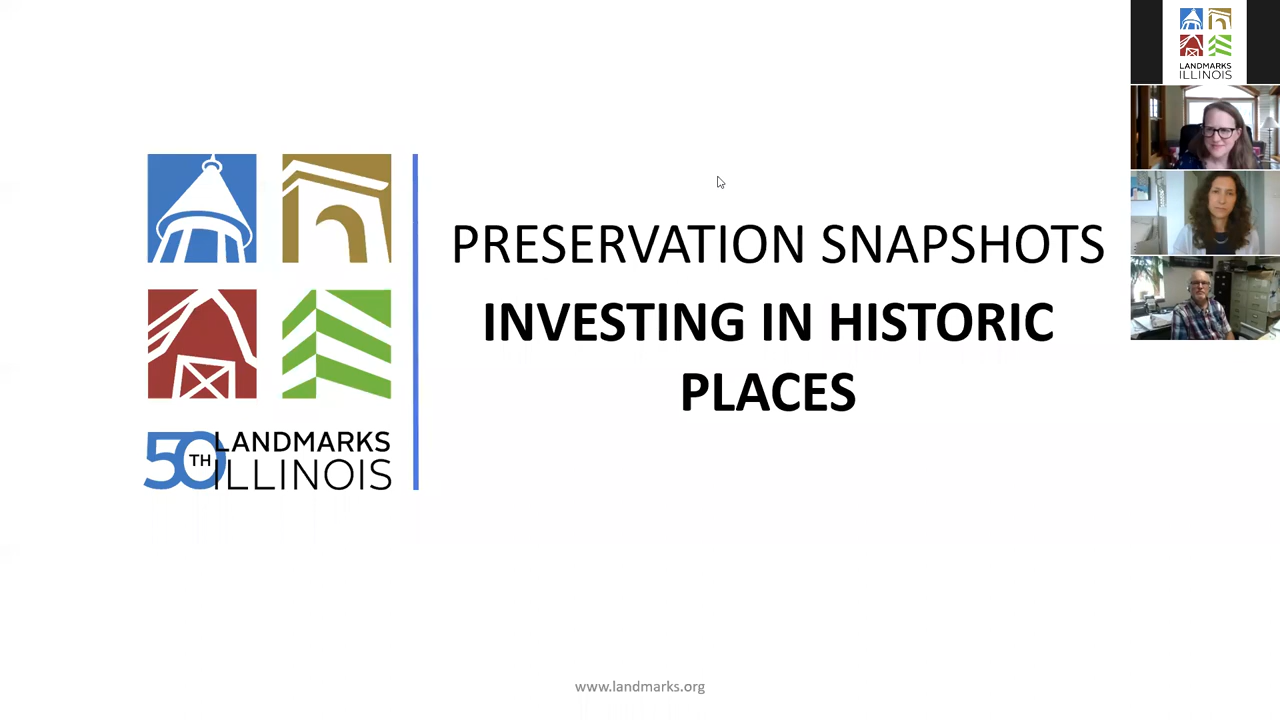 PRESERVATION SNAPSHOTS
INVESTING IN HISTORIC
PLACES
50TH LANDMARKS
ILLINOIS
www.landmarks.org
LANDMARKS
ILLINOIS